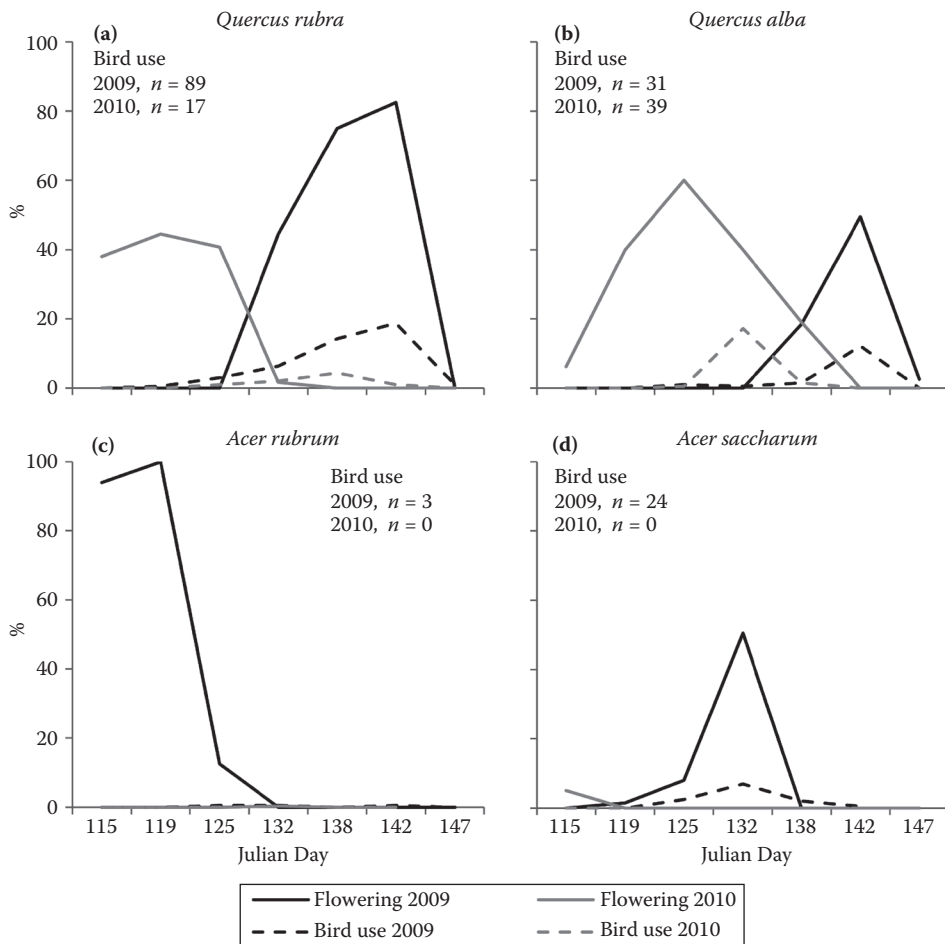 Quercus rubra
(a)
Bird use
2009, n = 89
2010, n = 17
100
80
60
40
20
0
%
Quercus alba
(b)
Bird use
2009, n = 31
2010, n = 39
Acer rubrum
(c)
Bird use
2009, n = 3
2010, n = 0
100
80
60
40
20
0
%
115 119 125 132 138 142 147
Julian Day
Acer saccharum
(d)
Bird use
2009, n = 24
2010, n = 0
115 119 125 132 138 142 147
Julian Day
Flowering 2009
Flowering 2010
Bird use 2009
Bird use 2010